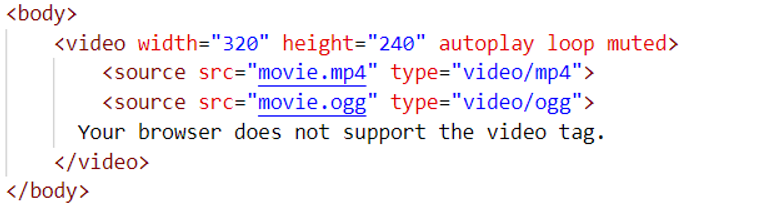 <body>
<video width="320" height="240" autoplay loop muted>
<source src="movie.mp4" type="video/mp4">
<source src="movie.ogg" type="video/ogg">
Your browser does not support the video tag.
</video>
</body>